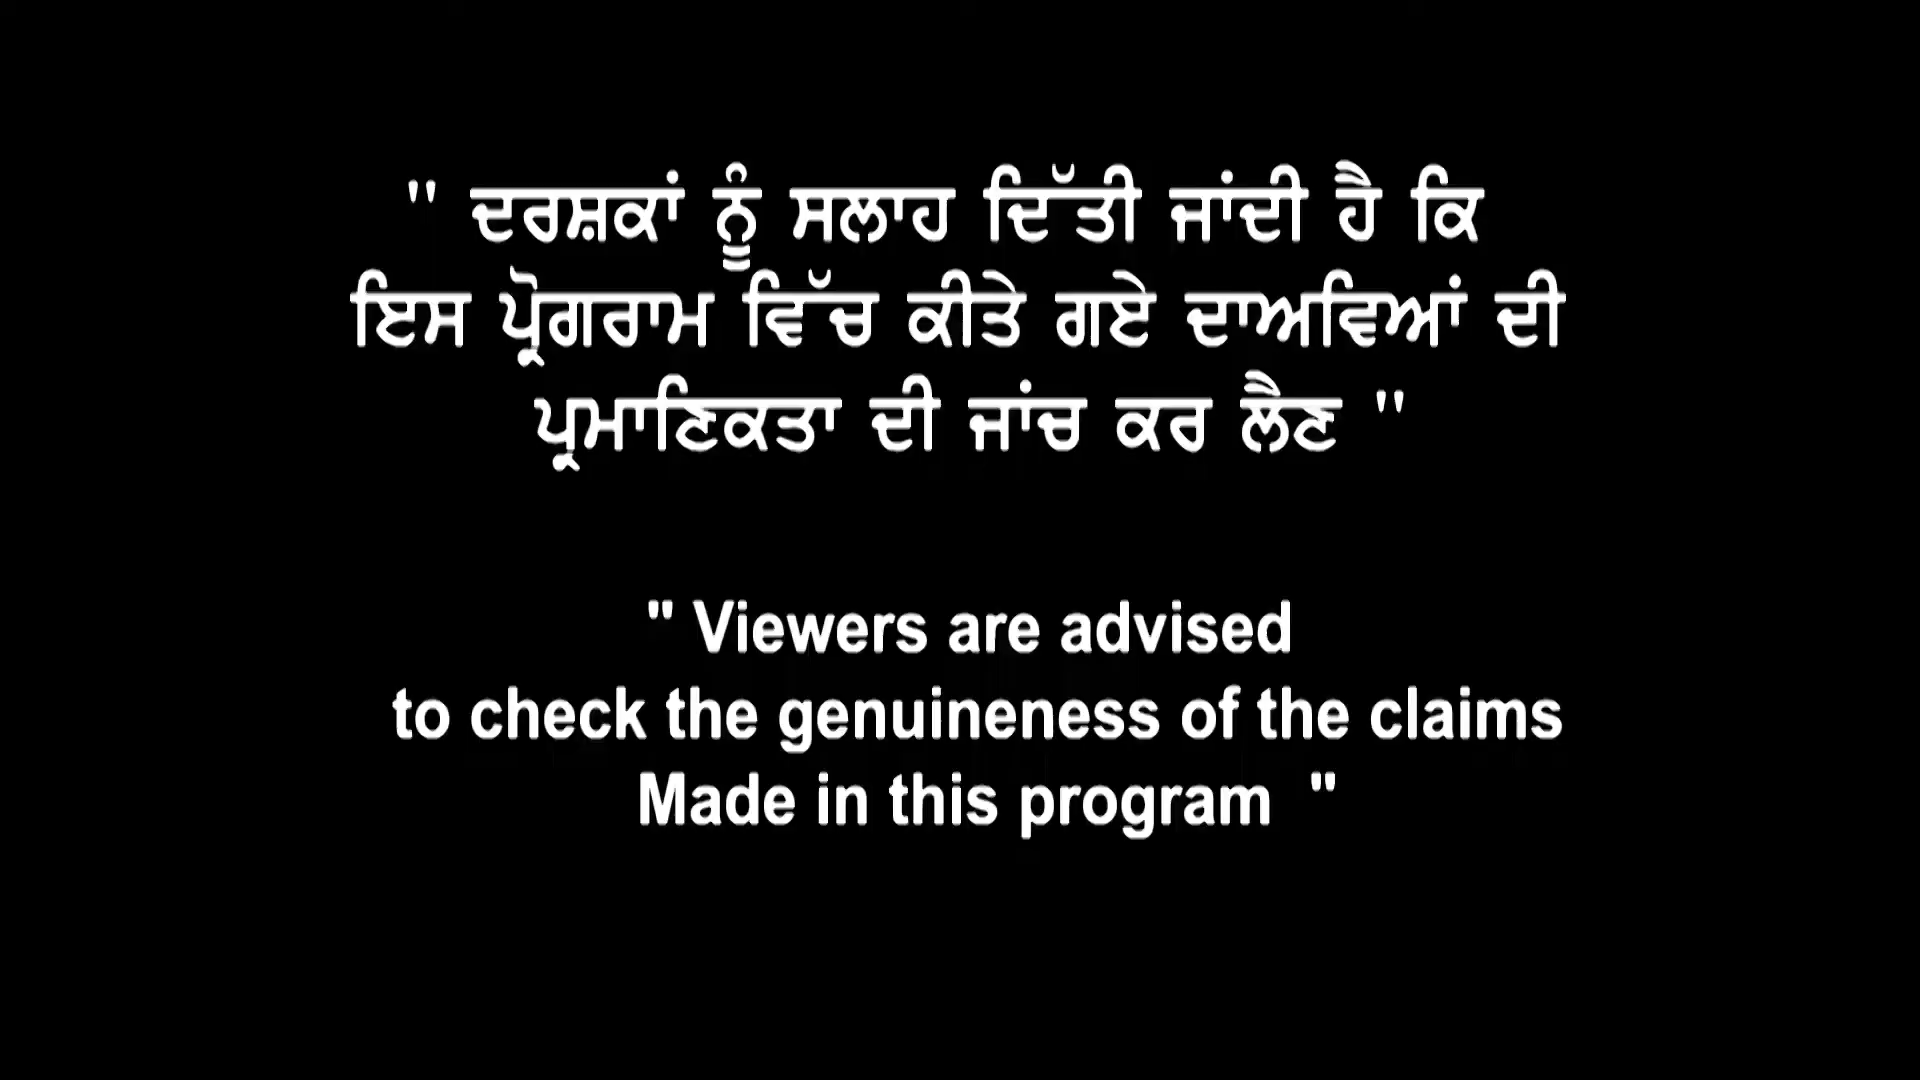 " ਦਰਸ਼ਕਾਂ ਨੂੰ ਸਲਾਹ ਦਿੱਤੀ ਜਾਂਦੀ ਹੈ ਕਿ
ਇਸ ਪ੍ਰੋਗਰਾਮ ਵਿੱਚ ਕੀਤੇ ਗਏ ਦਾਅਵਿਆਂ ਦੀ
ਪ੍ਰਮਾਣਿਕਤਾ ਦੀ ਜਾਂਚ ਕਰ ਲੈਣ "
" Viewers are advised
to check the genuineness of the claims
Made in this program "